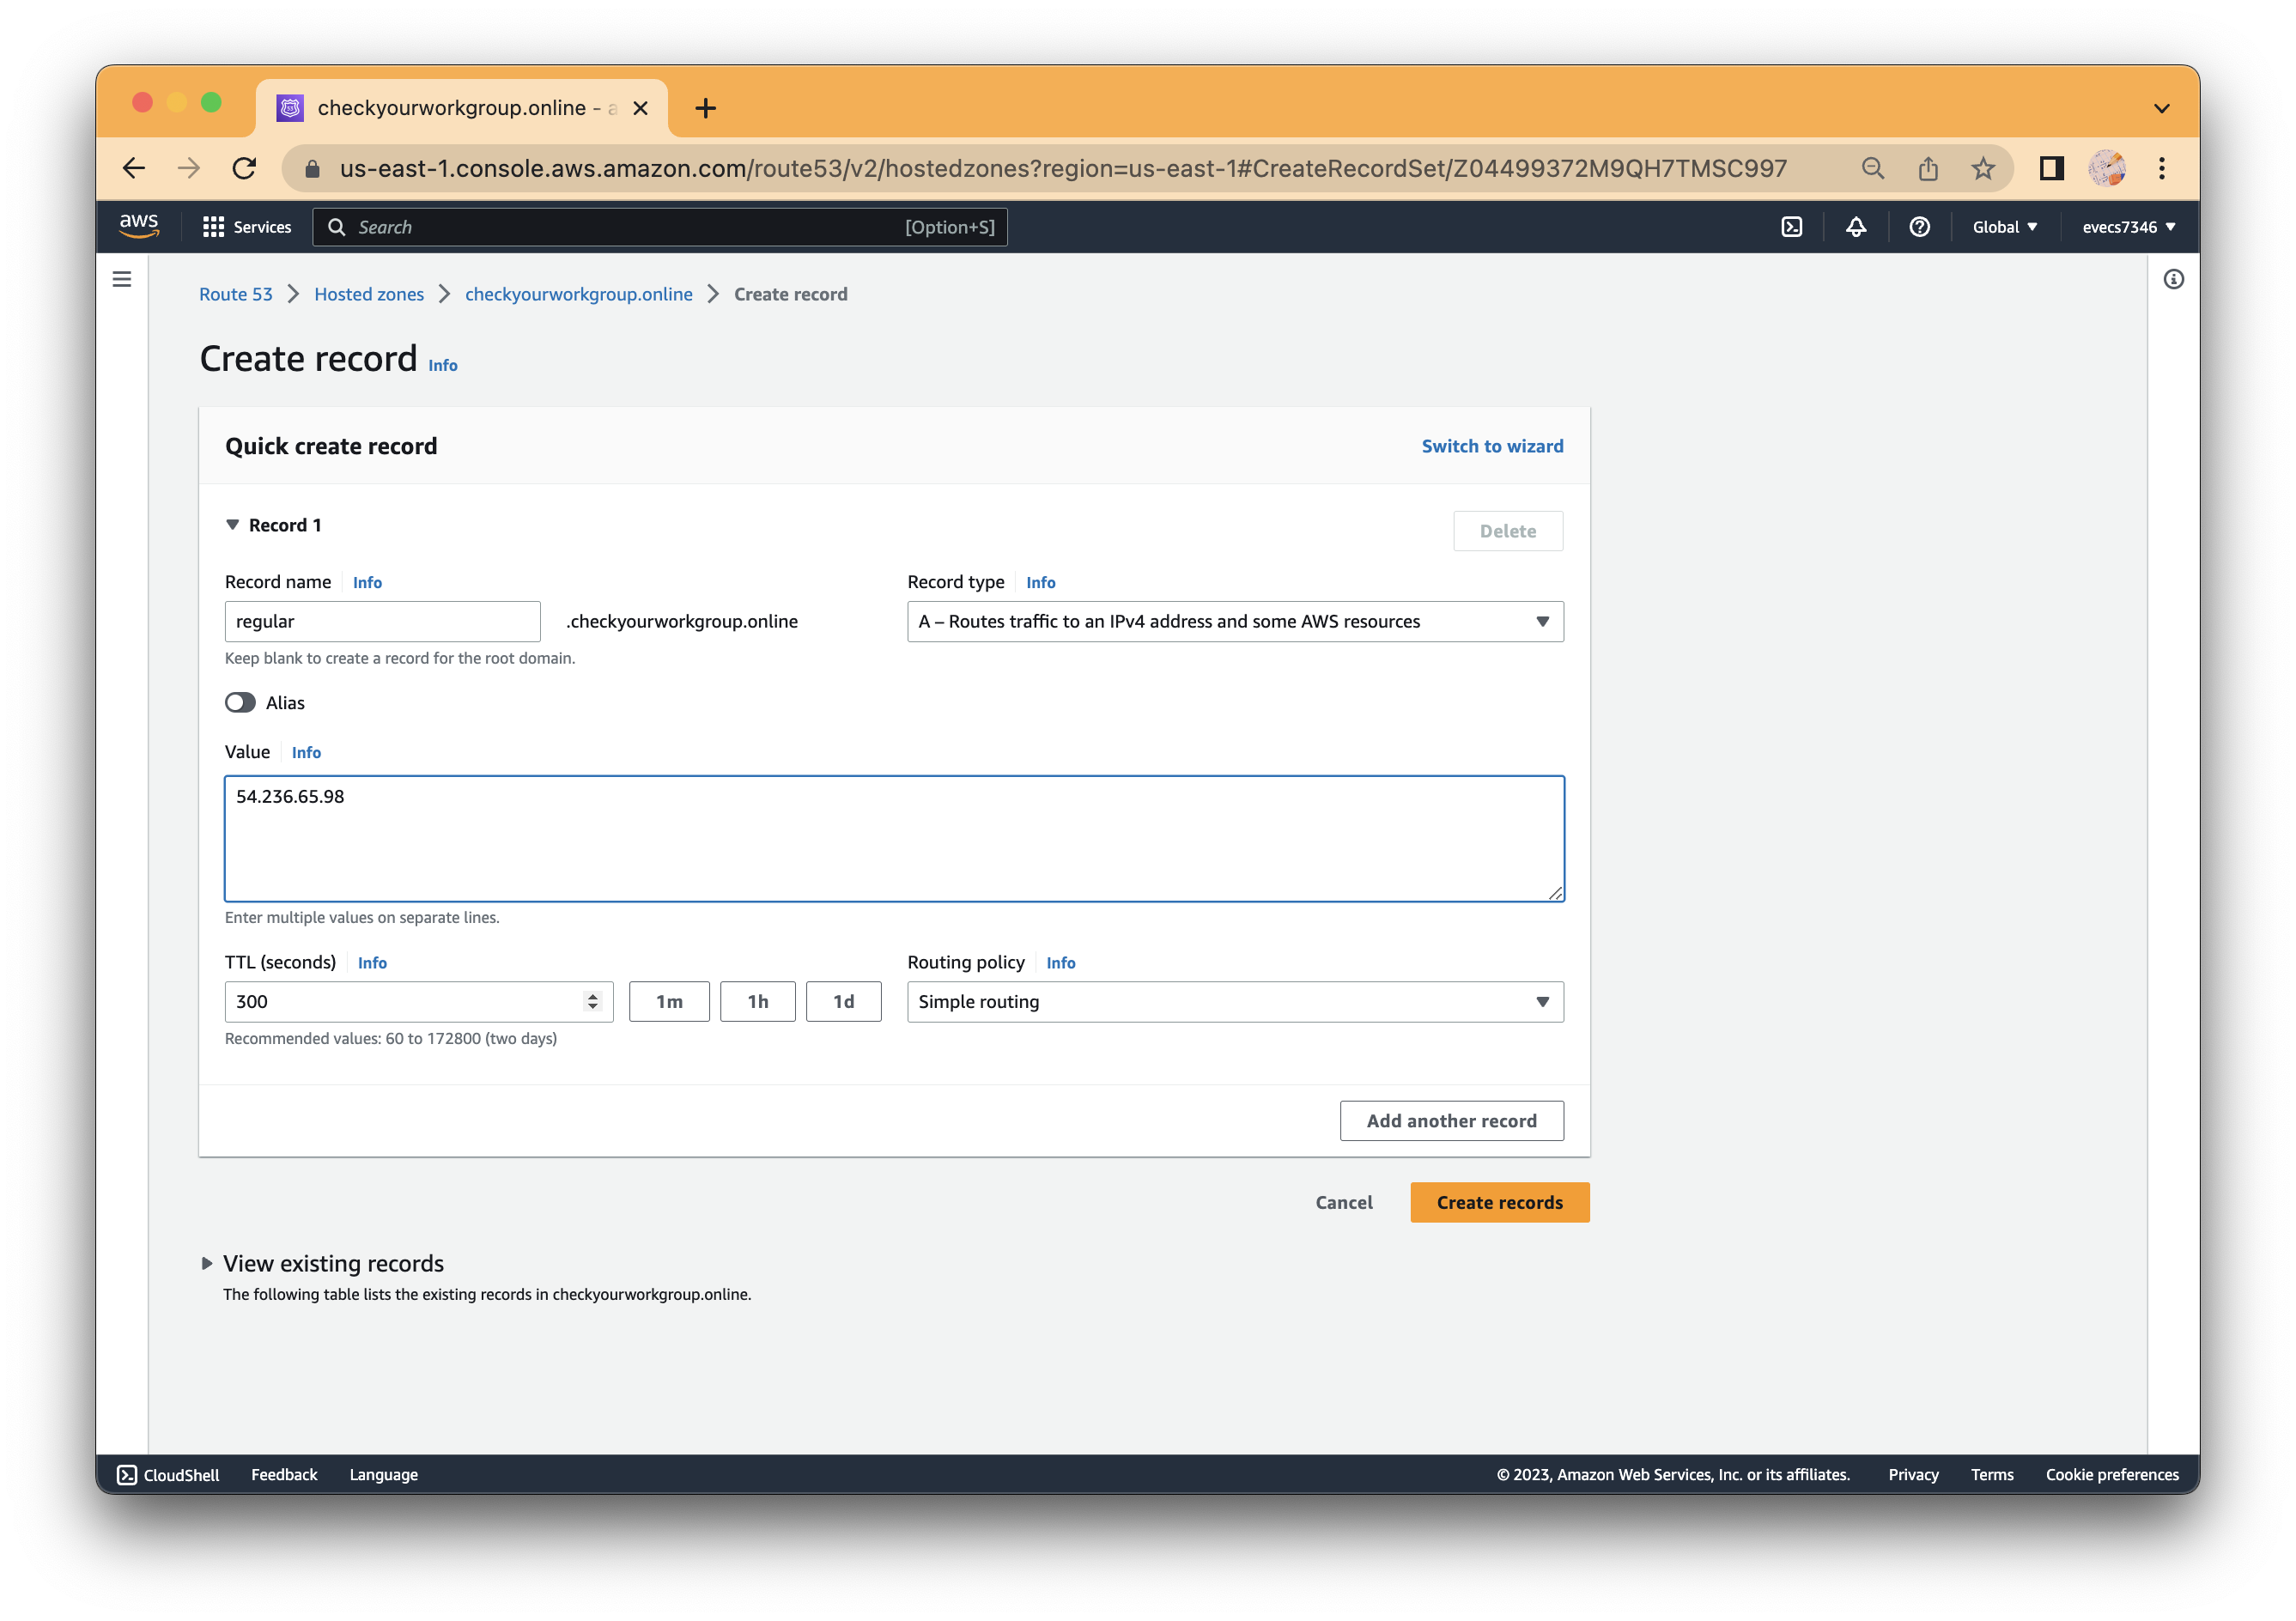 checkyourworkgroup.online -
us-east-1.console.aws.amazon.com/route53/v2/hostedzones?region=us-east-1#CreateRecordSet/Z04499372M9QH7TMSC997
aws Services Search [Option+S] Global evecs7346
Route 53 Hosted zones checkyourworkgroup.online Create record
Create record Info
Quick create record Switch to wizard
Record 1 Delete
Record name Info Record type Info
regular .checkyourworkgroup.online A – Routes traffic to an IPv4 address and some AWS resources
Keep blank to create a record for the root domain.
Alias
Value Info
54.236.65.98
Enter multiple values on separate lines.
TTL (seconds) Info Routing policy Info
300 1m 1h 1d Simple routing
Recommended values: 60 to 172800 (two days)
Add another record
Cancel Create records
View existing records
The following table lists the existing records in checkyourworkgroup.online.
CloudShell Feedback Language © 2023, Amazon Web Services, Inc. or its affiliates. Privacy Terms Cookie preferences